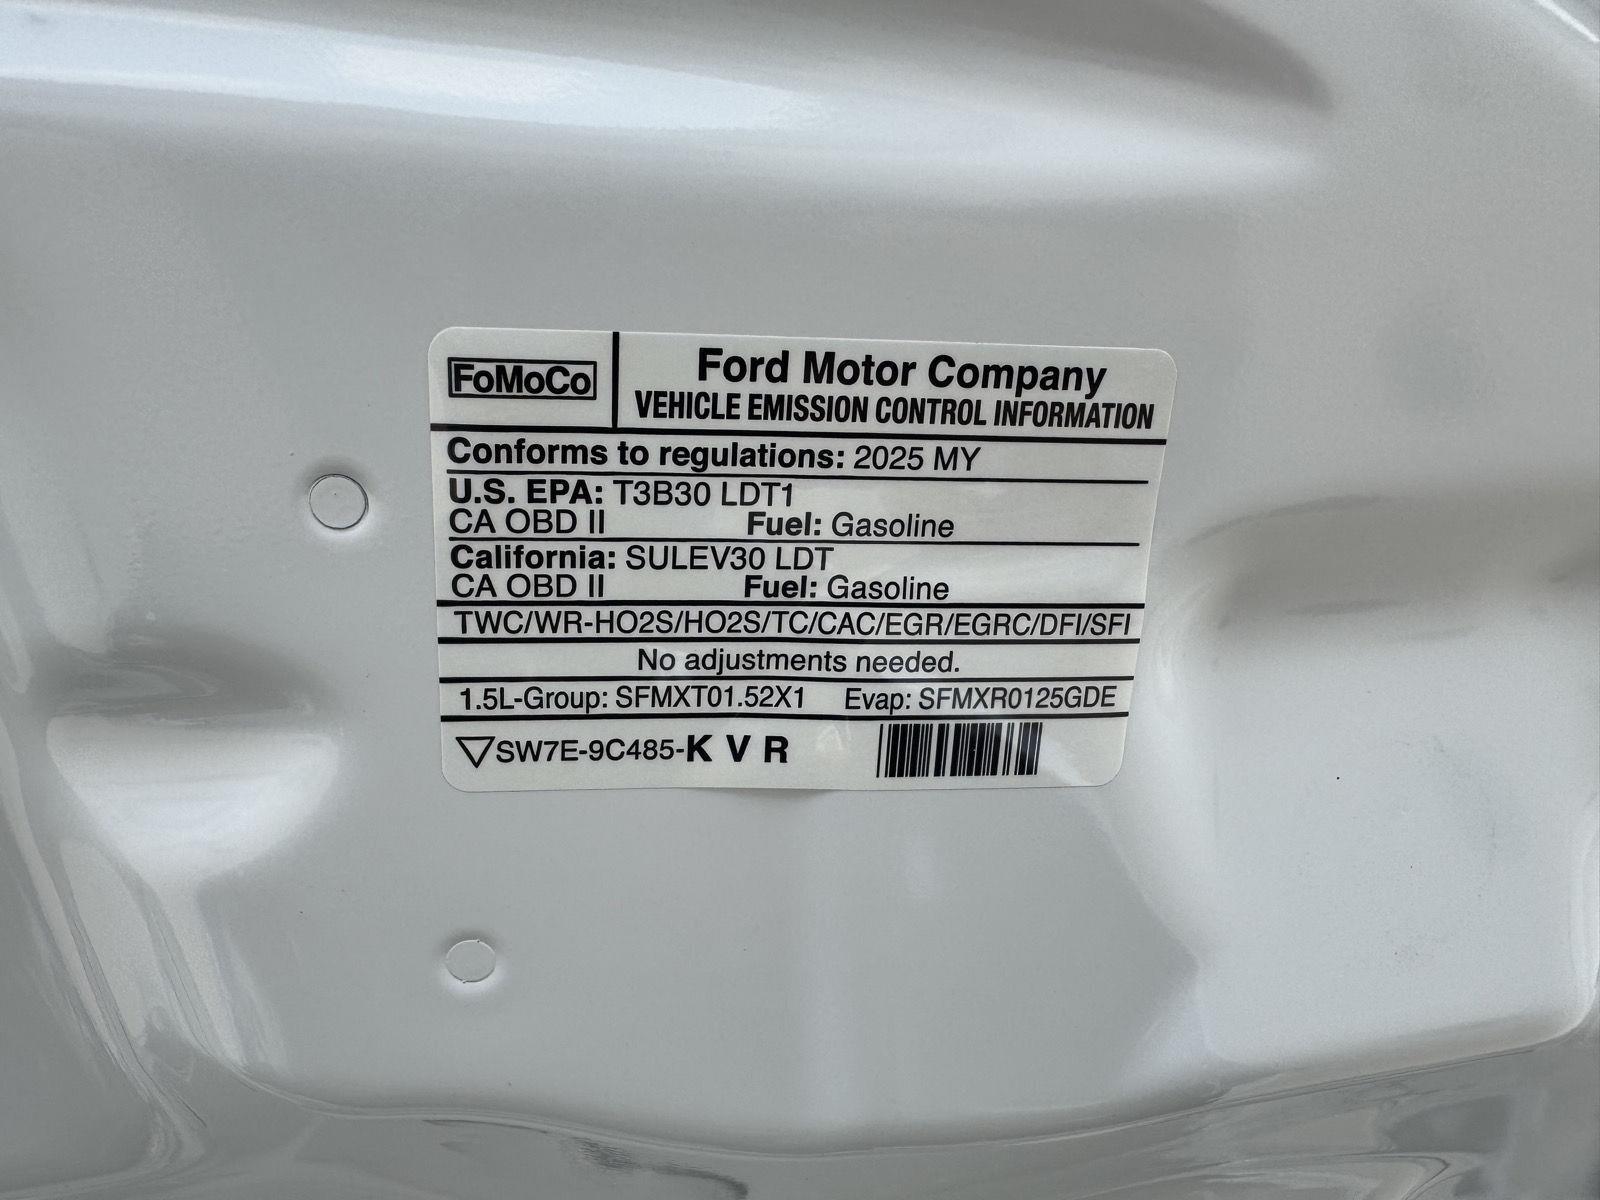 FoMoCo
Ford Motor Company
VEHICLE EMISSION CONTROL INFORMATION
Conforms to regulations: 2025 MY
U.S. EPA: T3B30 LDT1
CA OBD II Fuel: Gasoline
California: SULEV30 LDT
CA OBD II Fuel: Gasoline
TWC/WR-HO2S/HO2S/TC/CAC/EGR/EGRC/DFI/SFI
No adjustments needed.
1.5L-Group: SFMXT01.52X1 Evap: SFMXR0125GDE
SW7E-9C485-K V R